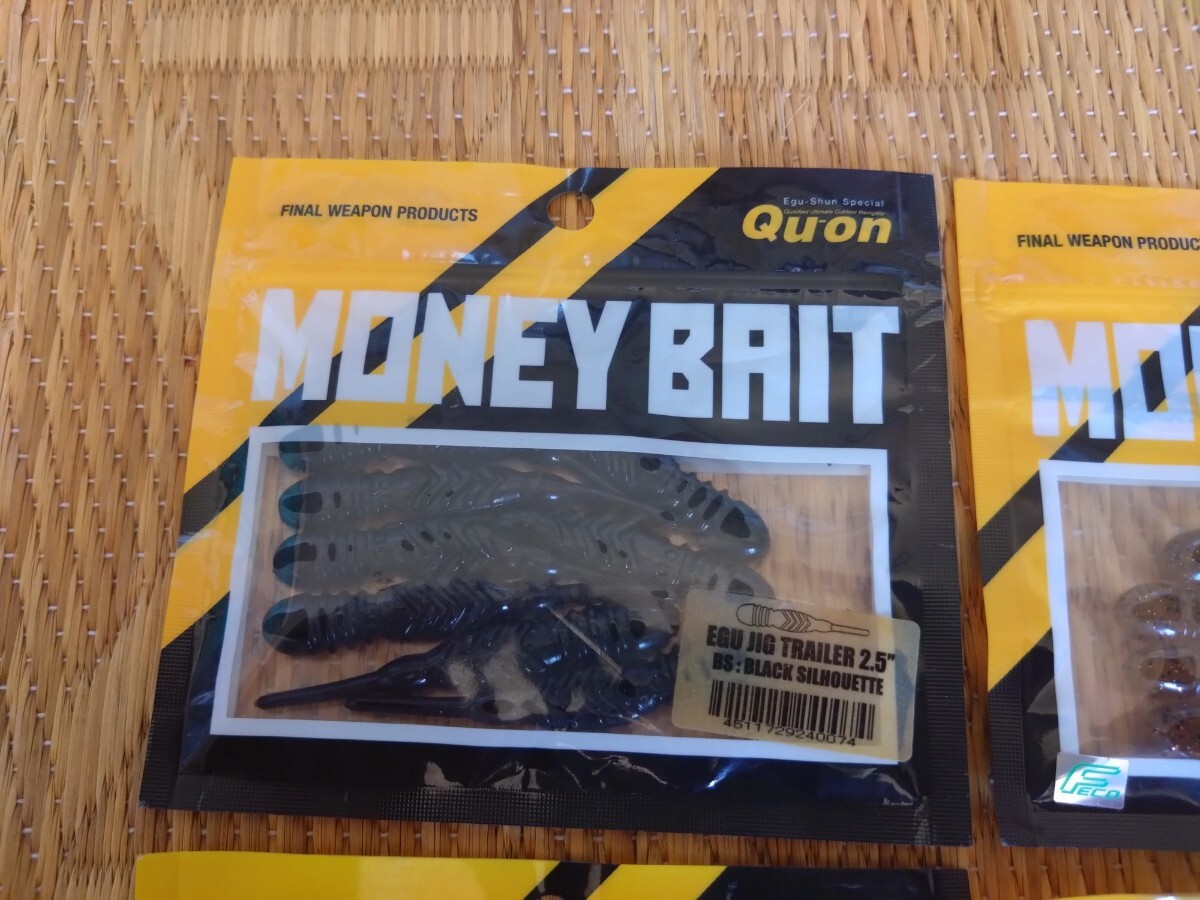 FINAL WEAPON PRODUCTS
Egu-Shun Special
Qualified Ultimate Outdoor Navigator
Qu-on
MONEY BAIT
EGU JIG TRAILER 2.5”
BS : BLACK SILHOUETTE
4511729240074
FINAL WEAPON PRODUC
MO
ECO